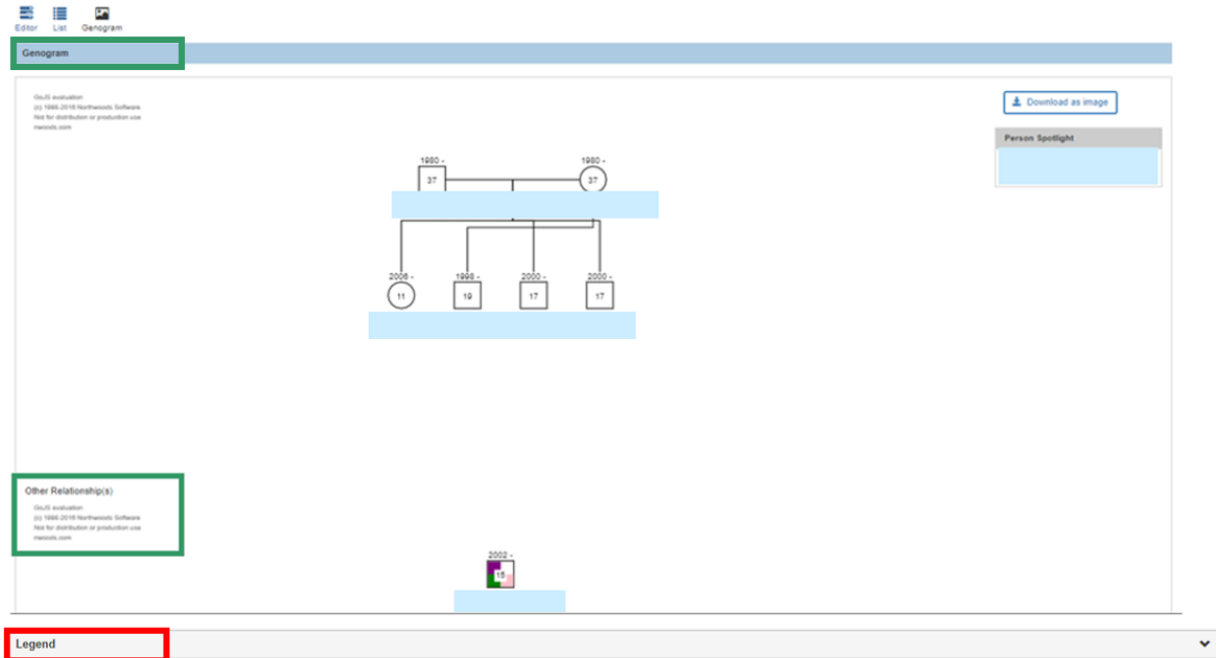 Editor List Genogram
Genogram
GoJS evaluation
(c) 1998-2016 Northwoods Software
Not for distribution or production use
nwoods.com
Download as image
Person Spotlight
1980 - 1980 -
37 37
2006 - 1998 - 2000 - 2000 -
11 19 17 17
Other Relationship(s)
GoJS evaluation
(c) 1998-2016 Northwoods Software
Not for distribution or production use
nwoods.com
2002 -
15
Legend